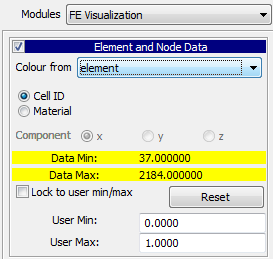 Modules FE Visualization
Element and Node Data
Colour from element
Cell ID
Material
Component x y z
Data Min: 37.000000
Data Max: 2184.000000
Lock to user min/max Reset
User Min: 0.0000
User Max: 1.0000